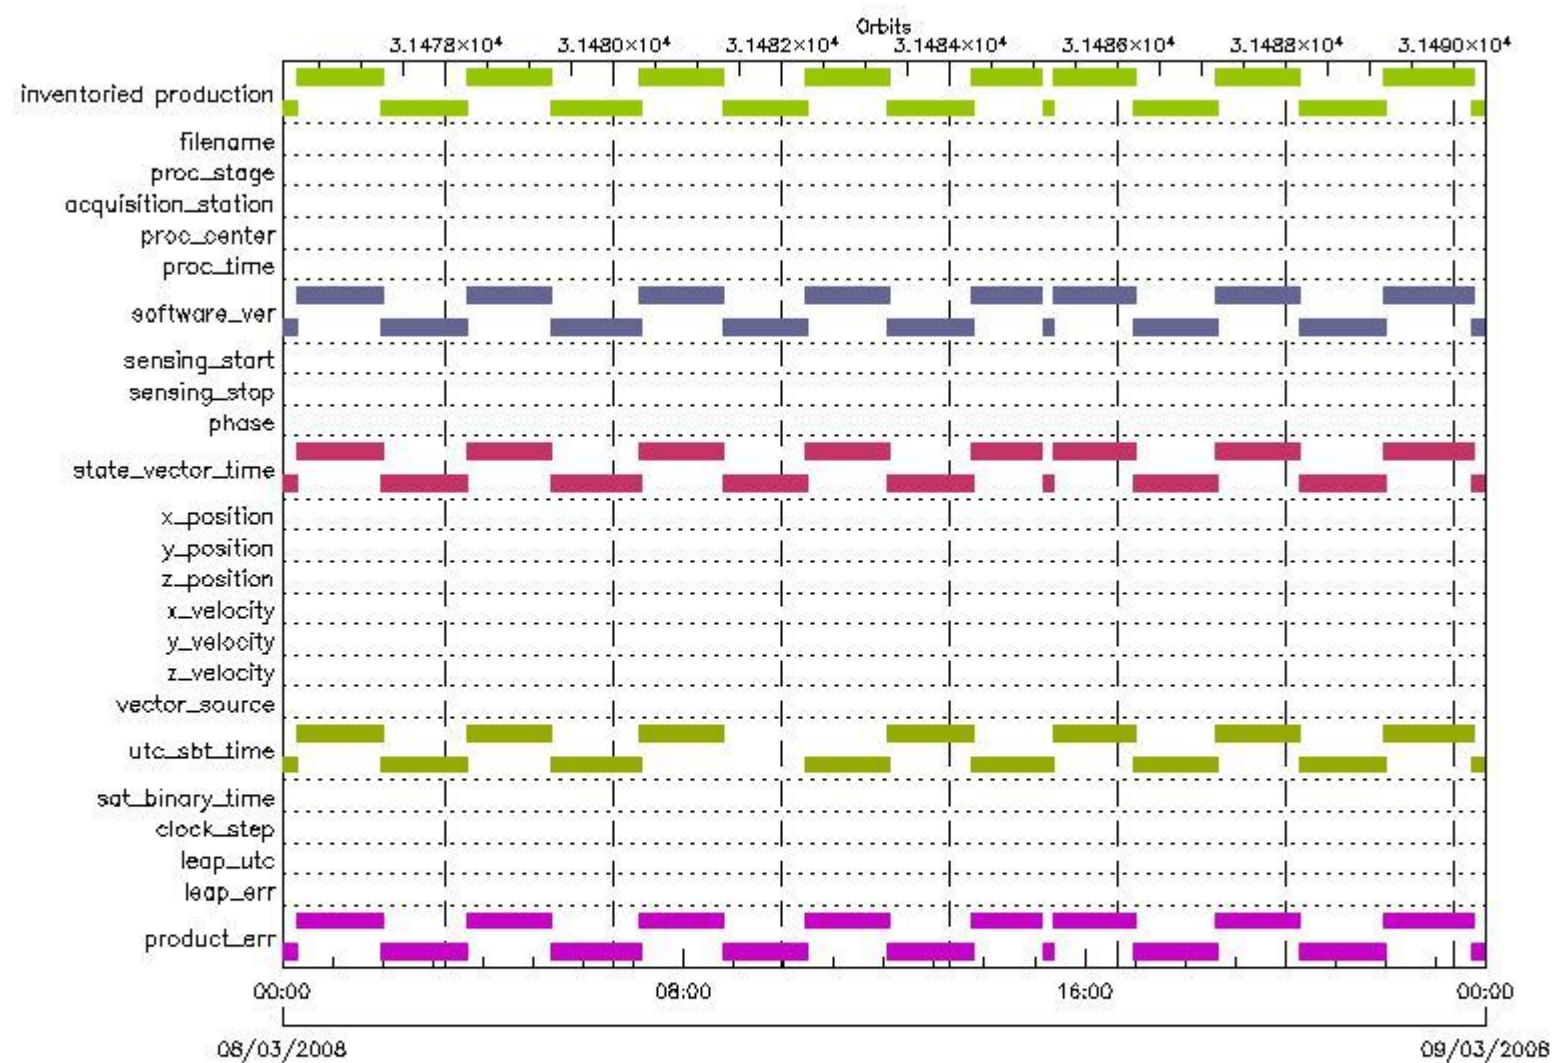 Orbits
3.1478×10⁴ 3.1480×10⁴ 3.1482×10⁴ 3.1484×10⁴ 3.1486×10⁴ 3.1488×10⁴ 3.1490×10⁴
inventoried production
filename
proc_stage
acquisition_station
proc_center
proc_time
software_ver
sensing_start
sensing_stop
phase
state_vector_time
x_position
y_position
z_position
x_velocity
y_velocity
z_velocity
vector_source
utc_sbt_time
sat_binary_time
clock_step
leap_utc
leap_err
product_err
00:00 08:00 16:00 00:00
08/03/2008 09/03/2008